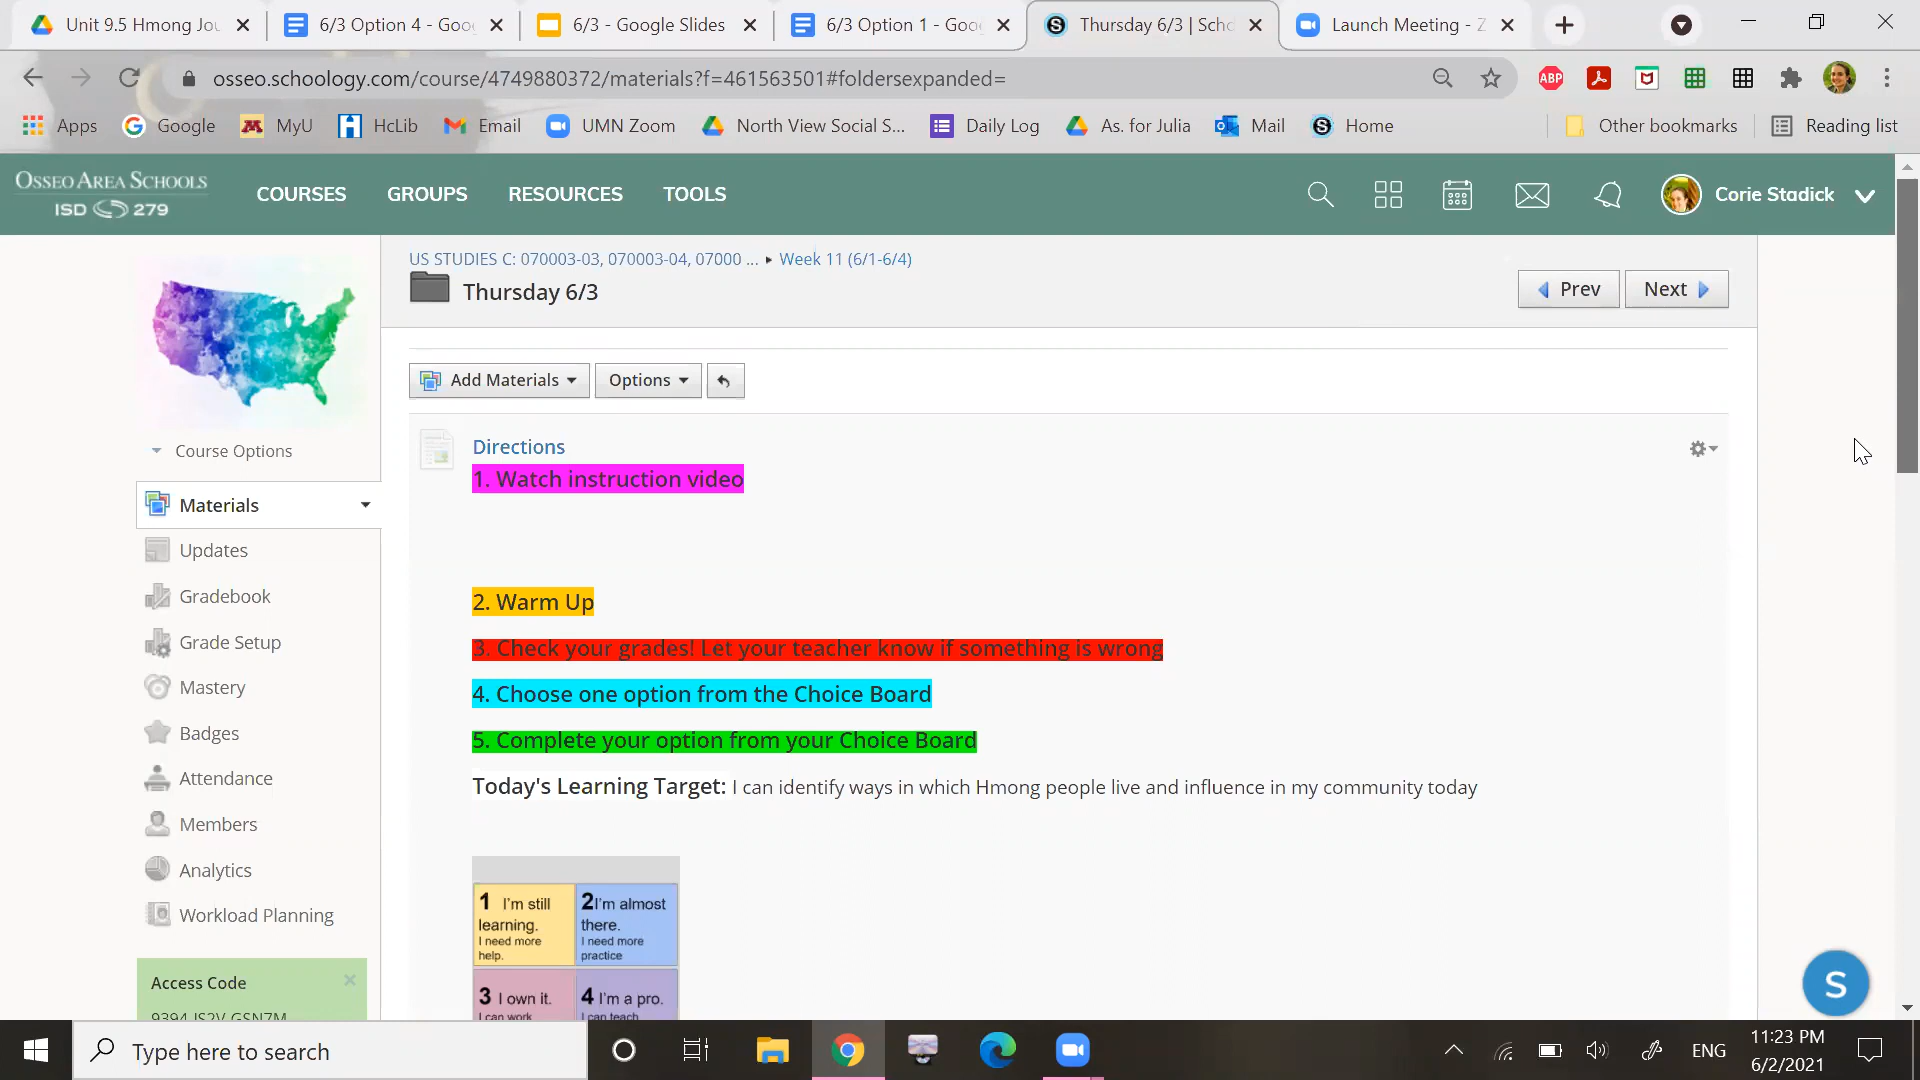 Unit 9.5 Hmong Jou
6/3 Option 4 - Goo
6/3 - Google Slides
6/3 Option 1 - Goo
Thursday 6/3 | Scho
Launch Meeting - Z
osseo.schoology.com/course/4749880372/materials?f=461563501#foldersexpanded=
ABP
Apps
Google
MyU
HcLib
Email
UMN Zoom
North View Social S...
Daily Log
As. for Julia
Mail
Home
Other bookmarks
Reading list
OSSEO AREA SCHOOLS
ISD 279
COURSES
GROUPS
RESOURCES
TOOLS
Corie Stadick
US STUDIES C: 070003-03, 070003-04, 07000 ... ▸ Week 11 (6/1-6/4)
Thursday 6/3
Prev
Next
Add Materials
Options
Course Options
Materials
Updates
Gradebook
Grade Setup
Mastery
Badges
Attendance
Members
Analytics
Workload Planning
Access Code
Directions
1. Watch instruction video
2. Warm Up
3. Check your grades! Let your teacher know if something is wrong
4. Choose one option from the Choice Board
5. Complete your option from your Choice Board
Today's Learning Target: I can identify ways in which Hmong people live and influence in my community today
1 I'm still
learning.
I need more
help.
2 I'm almost
there.
I need more
practice
3 I own it.
I can work
4 I'm a pro.
I can teach
S
Type here to search
ENG
11:23 PM
6/2/2021